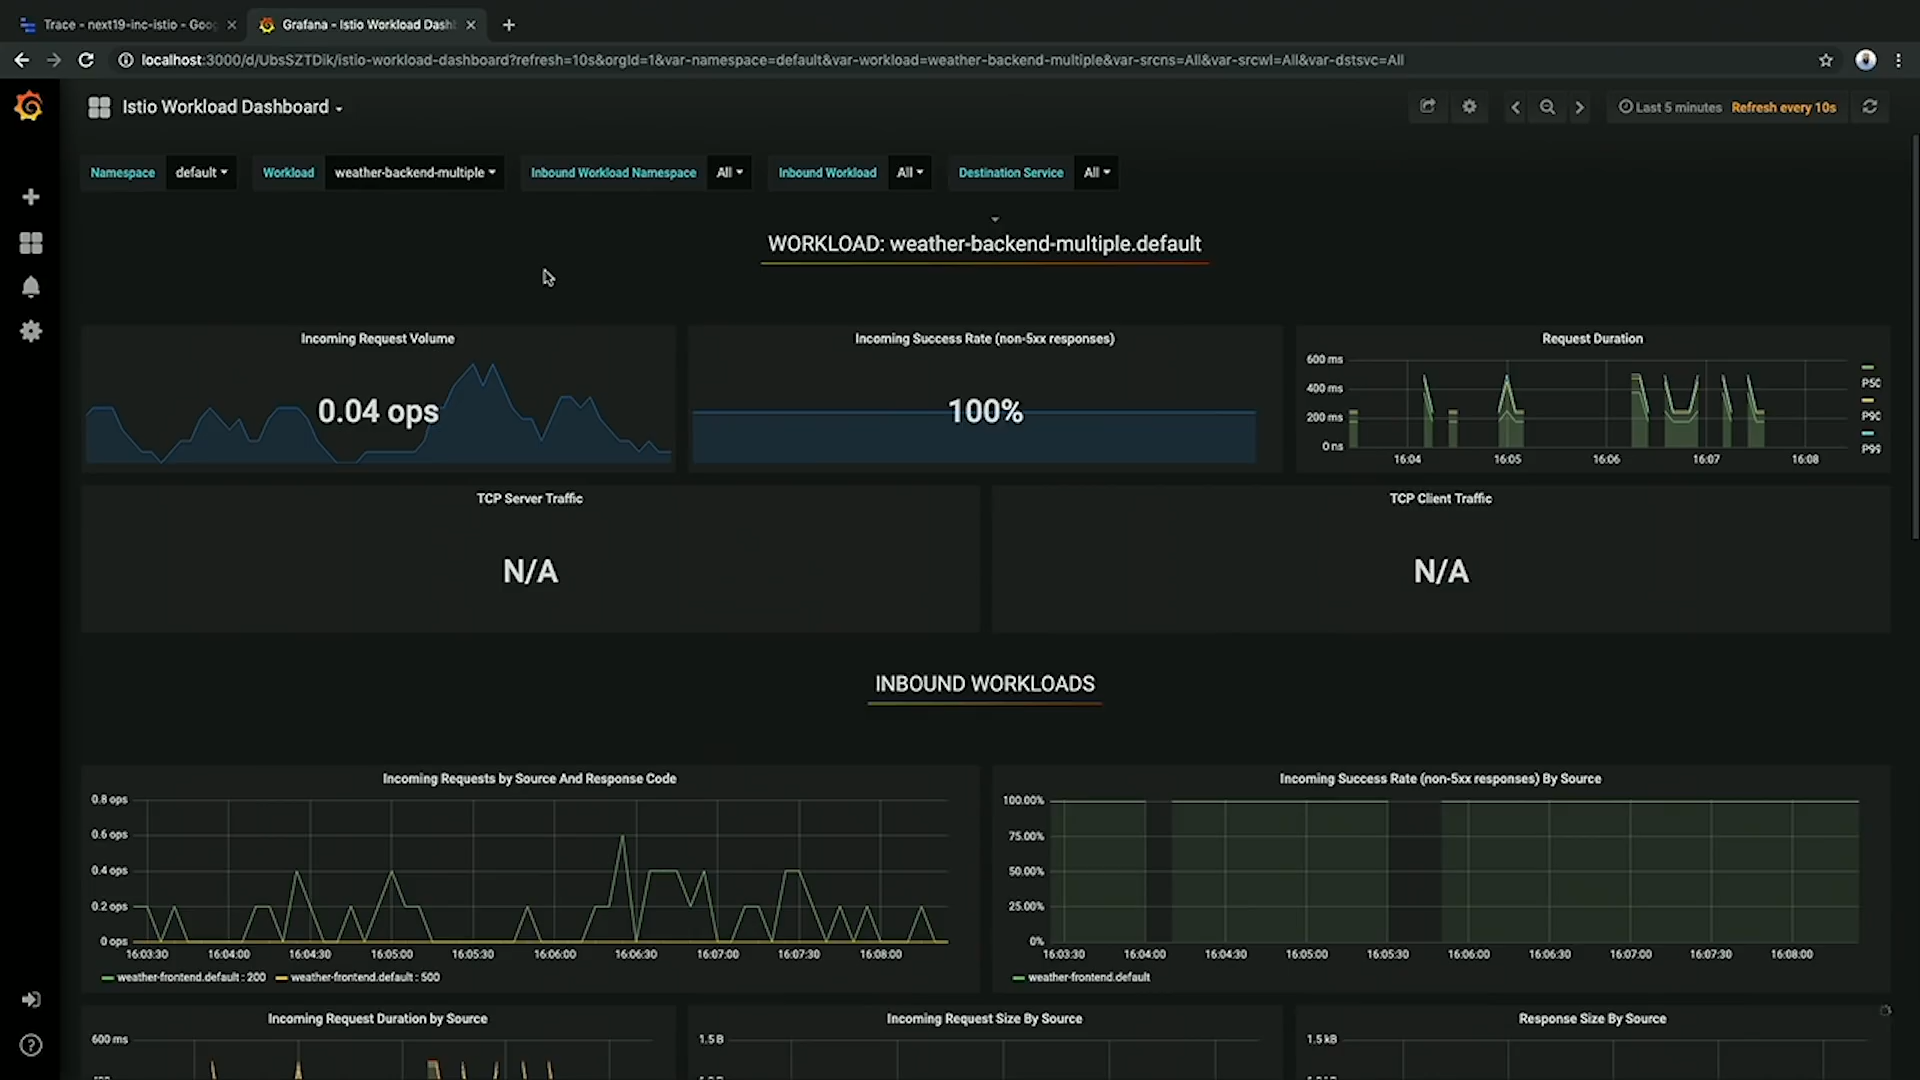 Trace - next19-inc-istio - Goo
Grafana - Istio Workload Dash
localhost:3000/d/UbsSZTDik/istio-workload-dashboard?refresh=10s&orgId=1&var-namespace=default&var-workload=weather-backend-multiple&var-srcns=All&var-srcwl=All&var-dstsvc=All
Istio Workload Dashboard
Last 5 minutes Refresh every 10s
Namespace default Workload weather-backend-multiple Inbound Workload Namespace All Inbound Workload All Destination Service All
WORKLOAD: weather-backend-multiple.default
Incoming Request Volume
0.04 ops
Incoming Success Rate (non-5xx responses)
100%
Request Duration
600 ms
400 ms
200 ms
0 ns
16:04 16:05 16:06 16:07 16:08
P50
P90
P99
TCP Server Traffic
N/A
TCP Client Traffic
N/A
INBOUND WORKLOADS
Incoming Requests by Source And Response Code
0.8 ops
0.6 ops
0.4 ops
0.2 ops
0 ops
16:03:30 16:04:00 16:04:30 16:05:00 16:05:30 16:06:00 16:06:30 16:07:00 16:07:30 16:08:00
weather-frontend.default : 200 weather-frontend.default : 500
Incoming Success Rate (non-5xx responses) By Source
100.00%
75.00%
50.00%
25.00%
0%
16:03:30 16:04:00 16:04:30 16:05:00 16:05:30 16:06:00 16:06:30 16:07:00 16:07:30 16:08:00
weather-frontend.default
Incoming Request Duration by Source
600 ms
Incoming Request Size By Source
1.5 B
Response Size By Source
1.5 kB